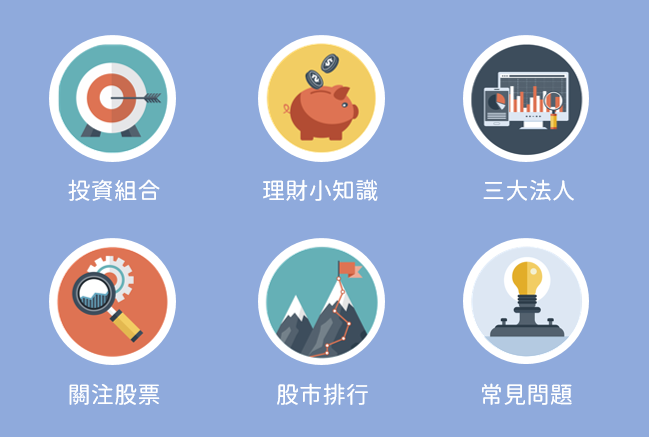 投資組合
理財小知識
三大法人
關注股票
股市排行
常見問題